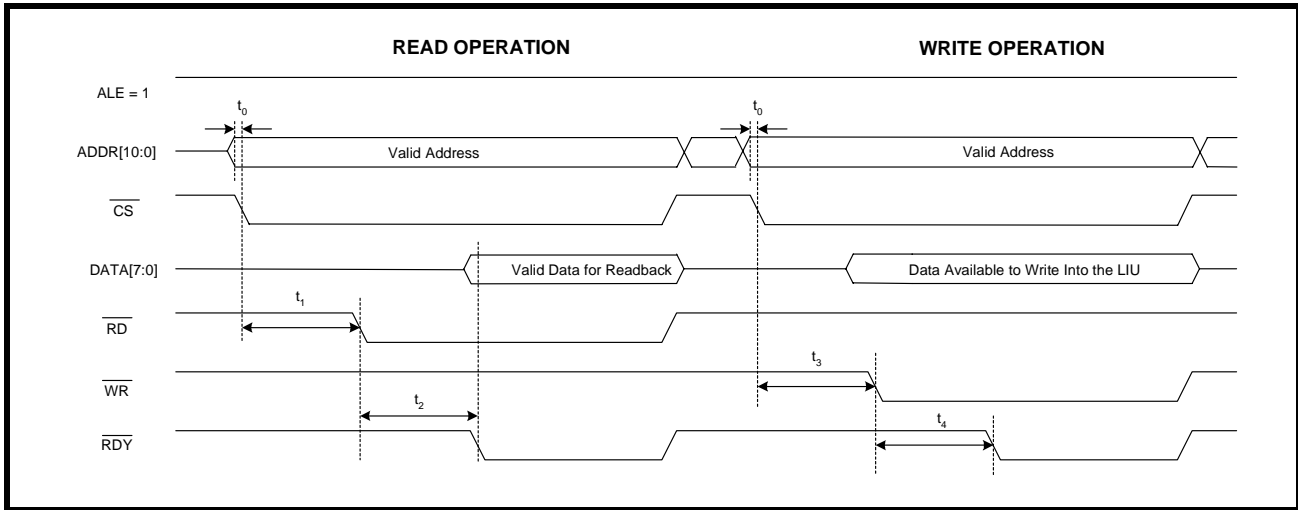 READ OPERATION WRITE OPERATION
ALE = 1
t0 t0
ADDR[10:0] Valid Address Valid Address
CS
DATA[7:0] Valid Data for Readback Data Available to Write Into the LIU
t1
RD
t3
WR
t2
t4
RDY